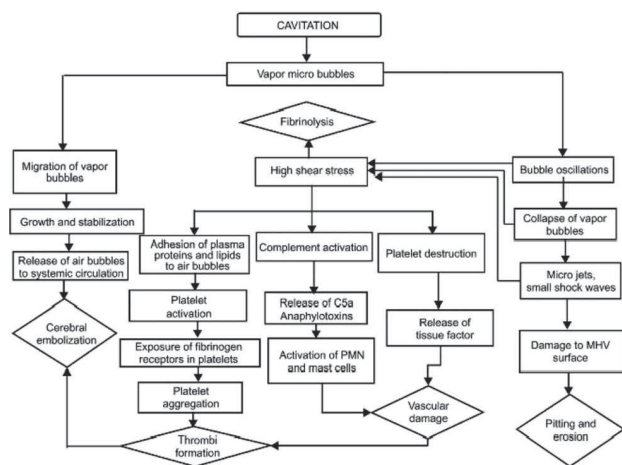 CAVITATION
Vapor micro bubbles
Fibrinolysis
Migration of vapor
bubbles
High shear stress
Bubble oscillations
Growth and stabilization
Adhesion of plasma
proteins and lipids to
air bubbles
Complement activation
Platelet destruction
Collapse of vapor
bubbles
Release of air bubbles
to systemic circulation
Micro jets,
small shock waves
Platelet
activation
Release of C5a
Anaphylotoxins
Cerebral
embolization
Release of
tissue factor
Exposure of fibrinogen
receptors in platelets
Activation of PMN
and mast cells
Damage to MHV
surface
Platelet
aggregation
Vascular
damage
Pitting and
erosion
Thrombi
formation